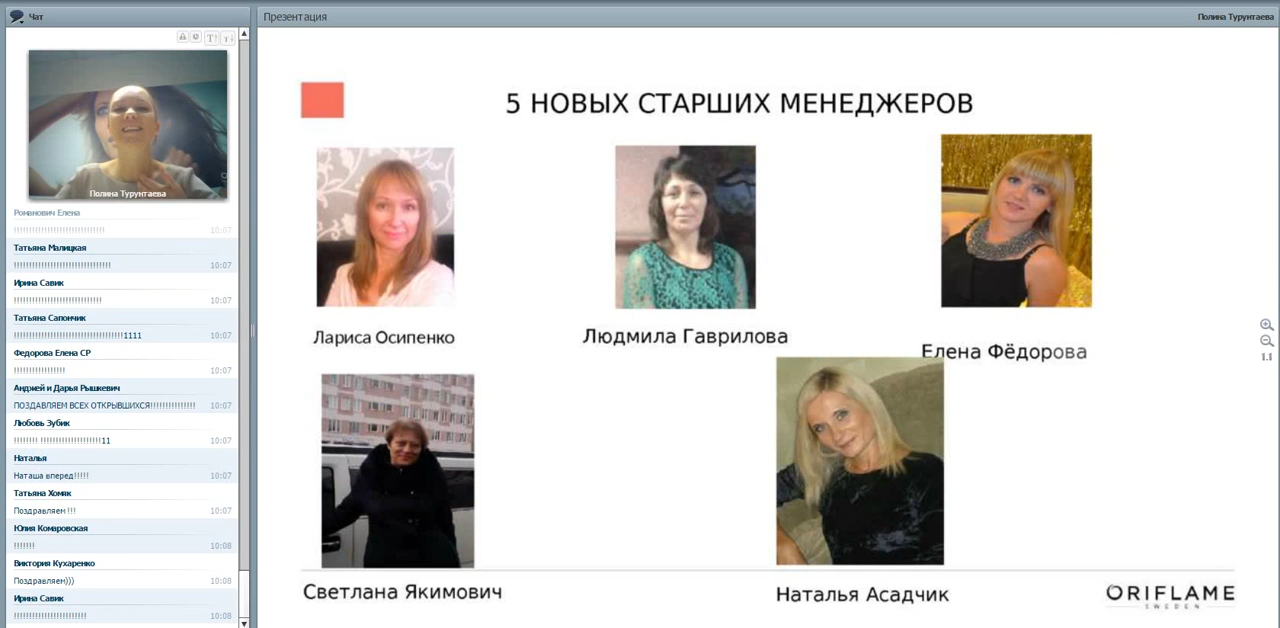 Чат
Полина Турунтаева
Романович Елена
!!!!!!!!!!!!!!!!!!!!!!!!!!!!!! 10:07
Татьяна Малицкая
!!!!!!!!!!!!!!!!!!!!!!!!!!!!!!!! 10:07
Ирина Савик
!!!!!!!!!!!!!!!!!!!!!!!!!!!!! 10:07
Татьяна Сапончик
!!!!!!!!!!!!!!!!!!!!!!!!!!!!!!!!!!!!1111 10:07
Федорова Елена СР
!!!!!!!!!!!!!!!!! 10:07
Анджей и Дарья Рышкевич
ПОЗДАВЛЯЕМ ВСЕХ ОТКРЫВШИХСЯ!!!!!!!!!!!!!!! 10:07
Любовь Зубик
!!!!!!!! !!!!!!!!!!!!!!!!!!!!11 10:07
Наталья
Наташа вперед!!!!! 10:07
Татьяна Хомяк
Поздравляем !!! 10:07
Юлия Комаровская
!!!!!!! 10:08
Виктория Кухаренко
Поздравляем))) 10:08
Ирина Савик
!!!!!!!!!!!!!!!!!!!!!!!! 10:08
Презентация
Полина Турунтаева
5 НОВЫХ СТАРШИХ МЕНЕДЖЕРОВ
Лариса Осипенко
Людмила Гаврилова
Елена Фёдорова
Светлана Якимович
Наталья Асадчик
ORIFLAME
SWEDEN
1:1